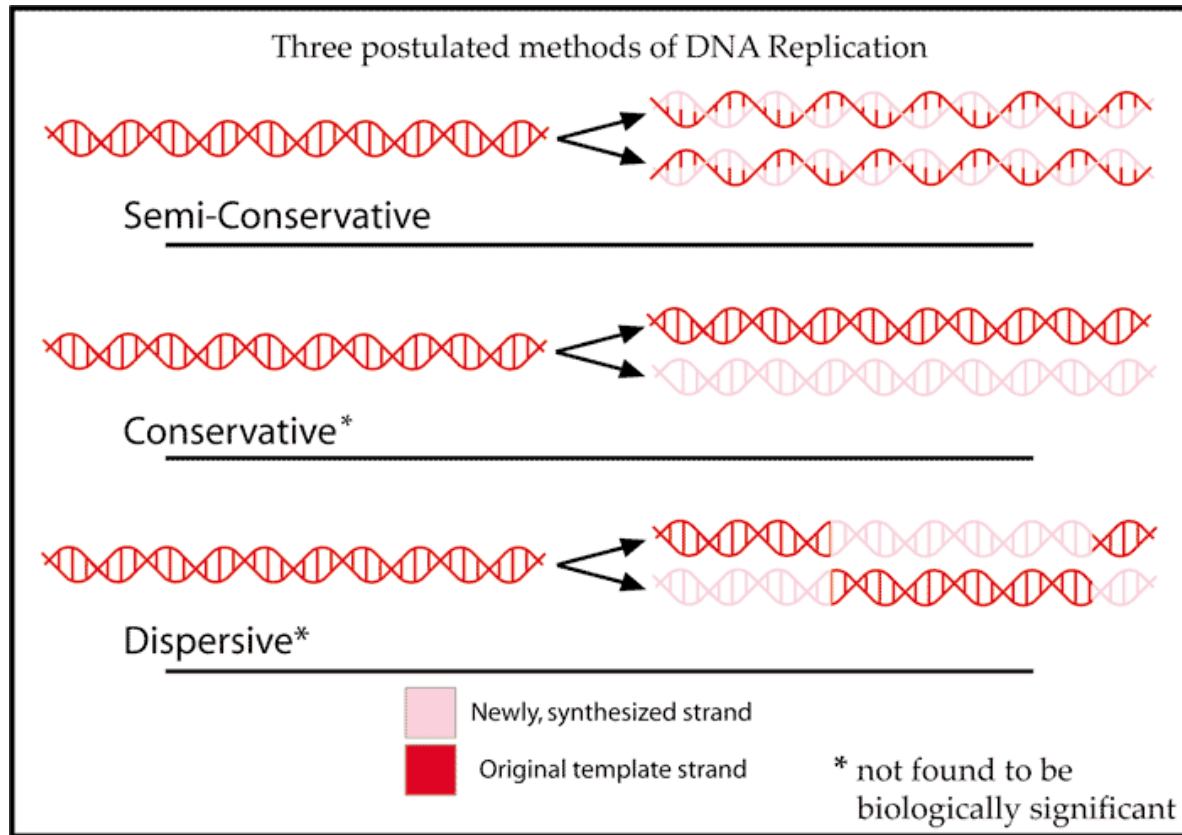 Three postulated methods of DNA Replication
Semi-Conservative
Conservative*
Dispersive*
Newly, synthesized strand
Original template strand
* not found to be
biologically significant